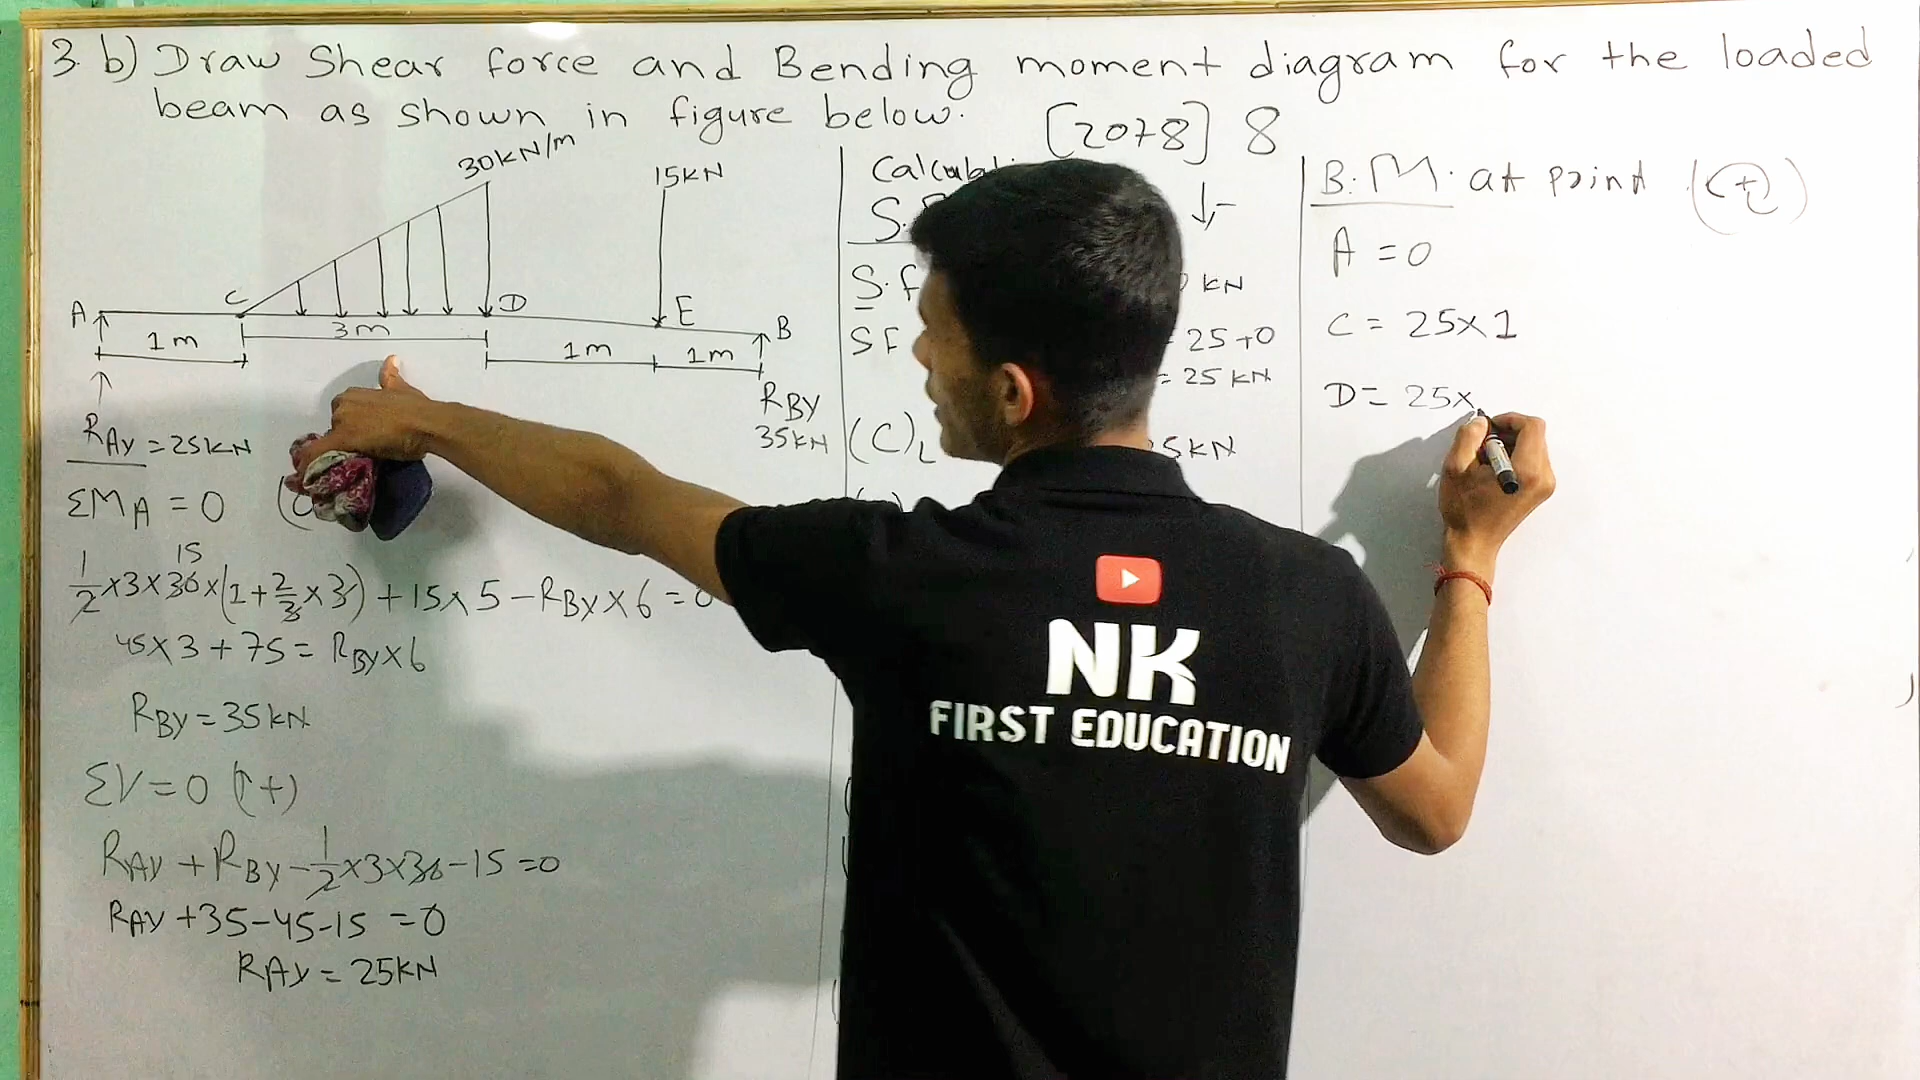 3. b) Draw Shear force and Bending moment diagram for the loaded
beam as shown in figure below. [2078] 8
30KN/m
15KN
A
C
D
E
B
1m
3m
1m
1m
RAy = 25KN
RBY
35KN
ΣMA = 0
1/2 × 3 × 30 × (1 + 2/3 × 3) + 15 × 5 - RBY × 6 = 0
15
45 × 3 + 75 = RBY × 6
RBY = 35KN
ΣV = 0 (↑+)
RAY + RBY - 1/2 × 3 × 30 - 15 = 0
RAY + 35 - 45 - 15 = 0
RAY = 25KN
S.F
KN
SF
= 25 + 0
= 25 KN
(C)L
5KN
B.M. at point (+)
A = 0
C = 25 × 1
D = 25 ×
NK
FIRST EDUCATION